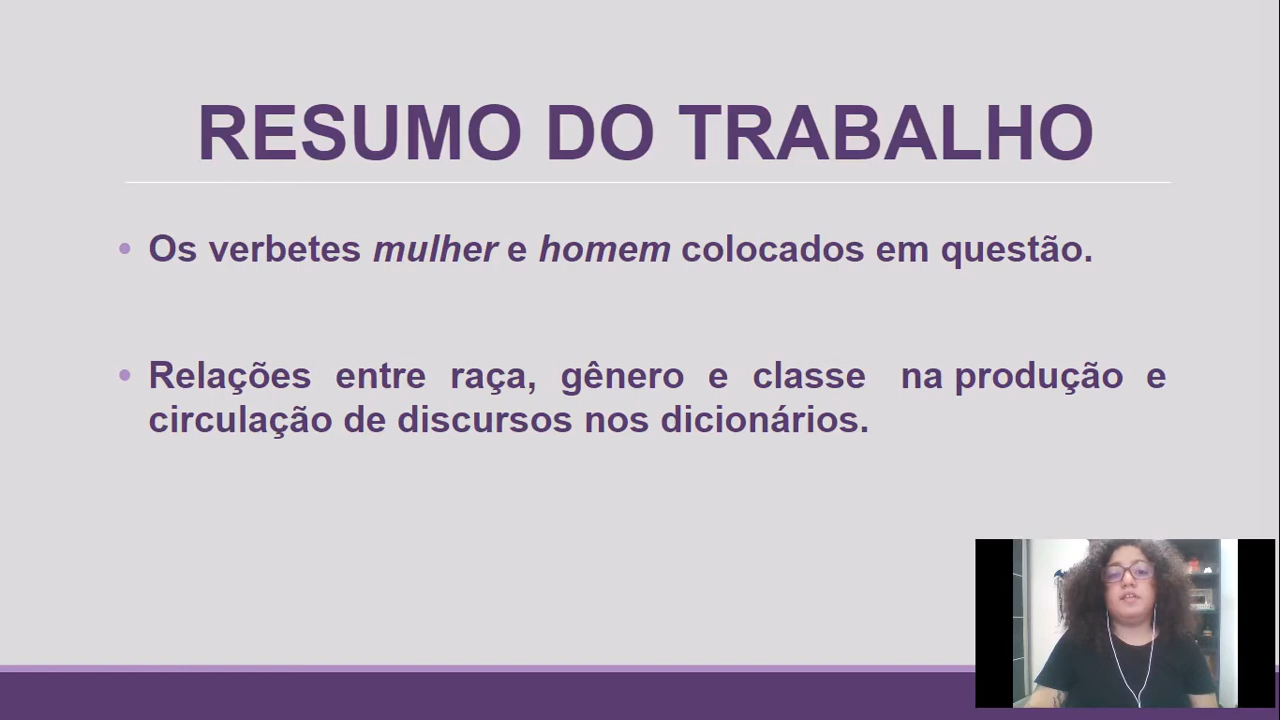 RESUMO DO TRABALHO
• Os verbetes mulher e homem colocados em questão.
• Relações entre raça, gênero e classe na produção e
circulação de discursos nos dicionários.